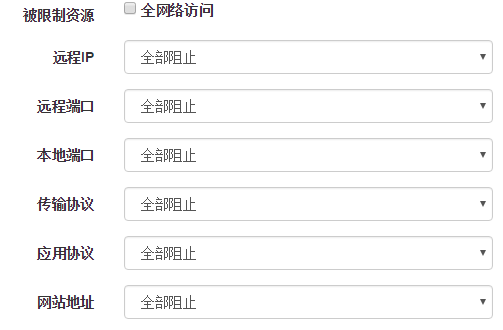 被限制资源 全网络访问
远程IP 全部阻止
远程端口 全部阻止
本地端口 全部阻止
传输协议 全部阻止
应用协议 全部阻止
网站地址 全部阻止